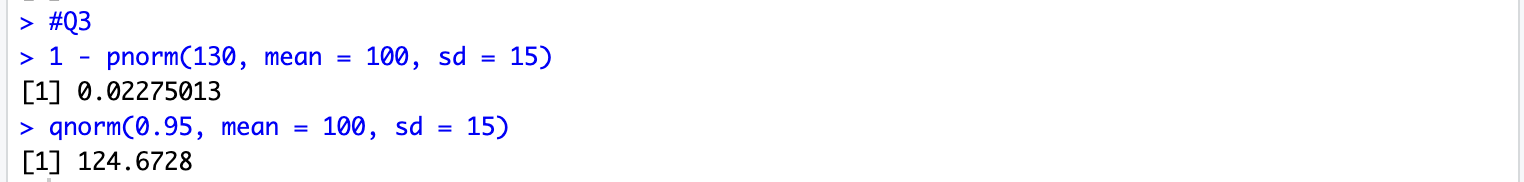 > #Q3
> 1 - pnorm(130, mean = 100, sd = 15)
[1] 0.02275013
> qnorm(0.95, mean = 100, sd = 15)
[1] 124.6728